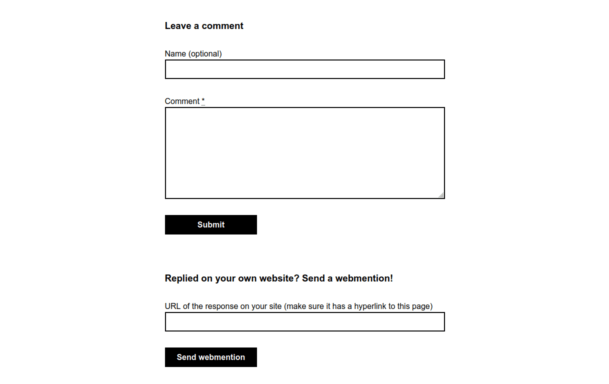 Leave a comment
Name (optional)
Comment *
Submit
Replied on your own website? Send a webmention!
URL of the response on your site (make sure it has a hyperlink to this page)
Send webmention